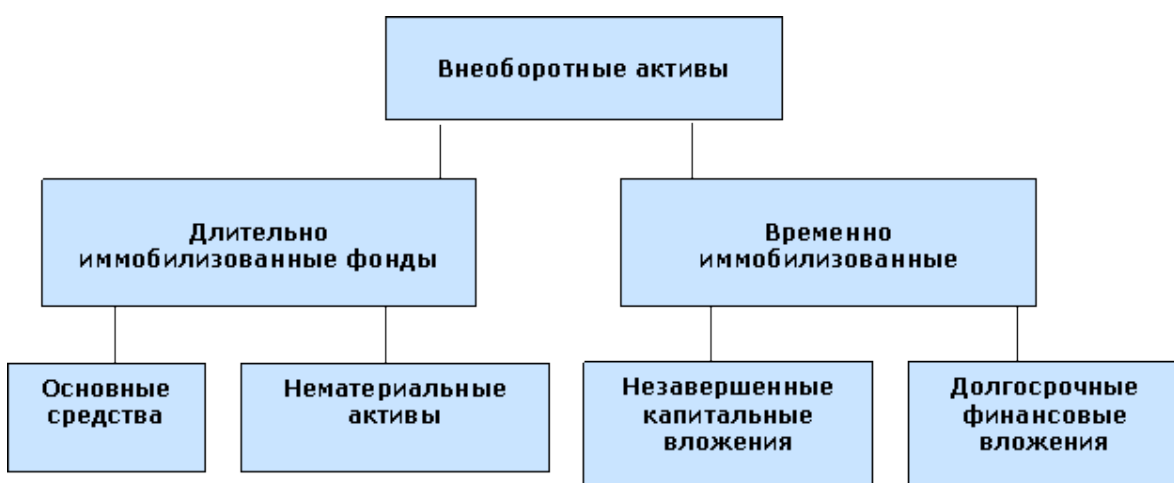 Внеоборотные активы
Длительно
иммобилизованные фонды
Временно
иммобилизованные
Основные
средства
Нематериальные
активы
Незавершенные
капитальные
вложения
Долгосрочные
финансовые
вложения